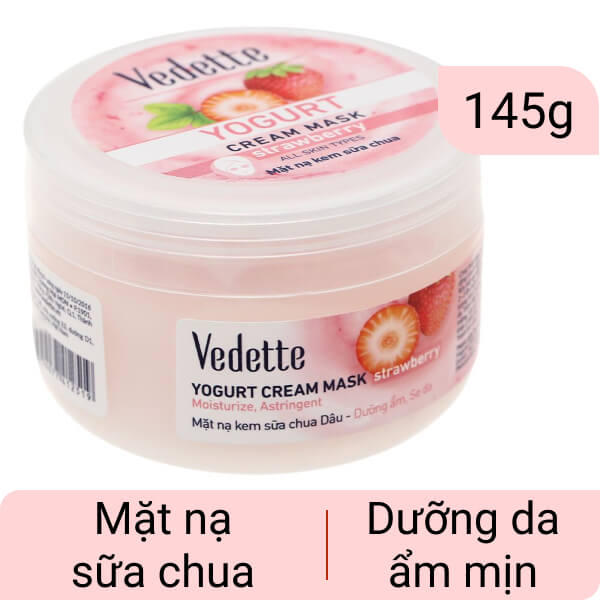 Vedette
YOGURT
CREAM MASK
strawberry
ALL SKIN TYPES
Mặt nạ kem sữa chua
145g
Vedette
YOGURT CREAM MASK strawberry
Moisturize, Astringent
Mặt nạ kem sữa chua Dâu - Dưỡng ẩm, Se da
Mặt nạ
sữa chua
Dưỡng da
ẩm mịn